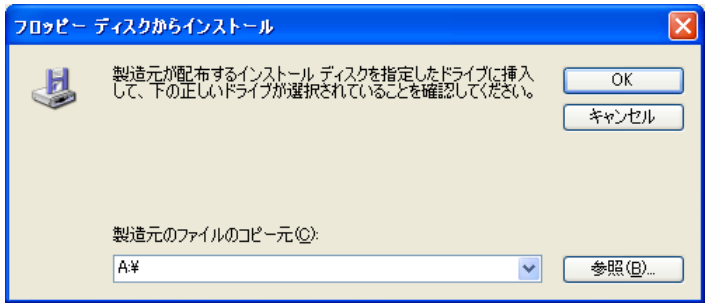 フロッピー ディスクからインストール
製造元が配布するインストール ディスクを指定したドライブに挿入
して、下の正しいドライブが選択されていることを確認してください。
OK
キャンセル
製造元のファイルのコピー元(C):
A:¥
参照(B)...